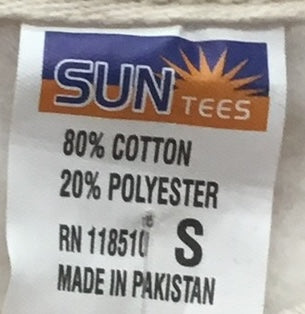 SUN TEES
80% COTTON
20% POLYESTER
RN 118510 S
MADE IN PAKISTAN